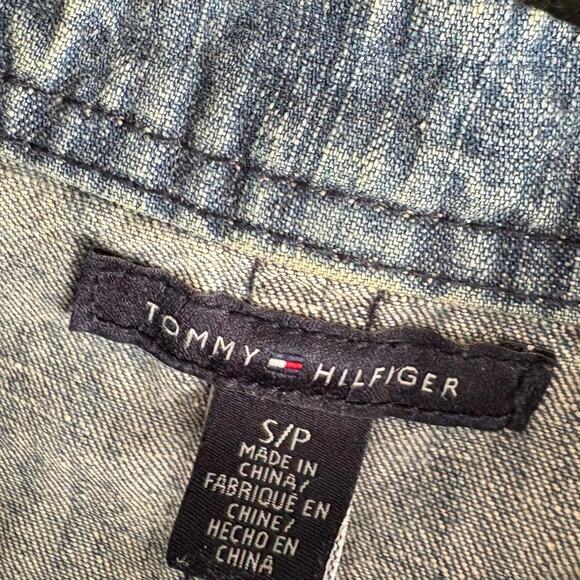 TOMMY HILFIGER
S/P
MADE IN
CHINA/
FABRIQUÉ EN
CHINE/
HECHO EN
CHINA